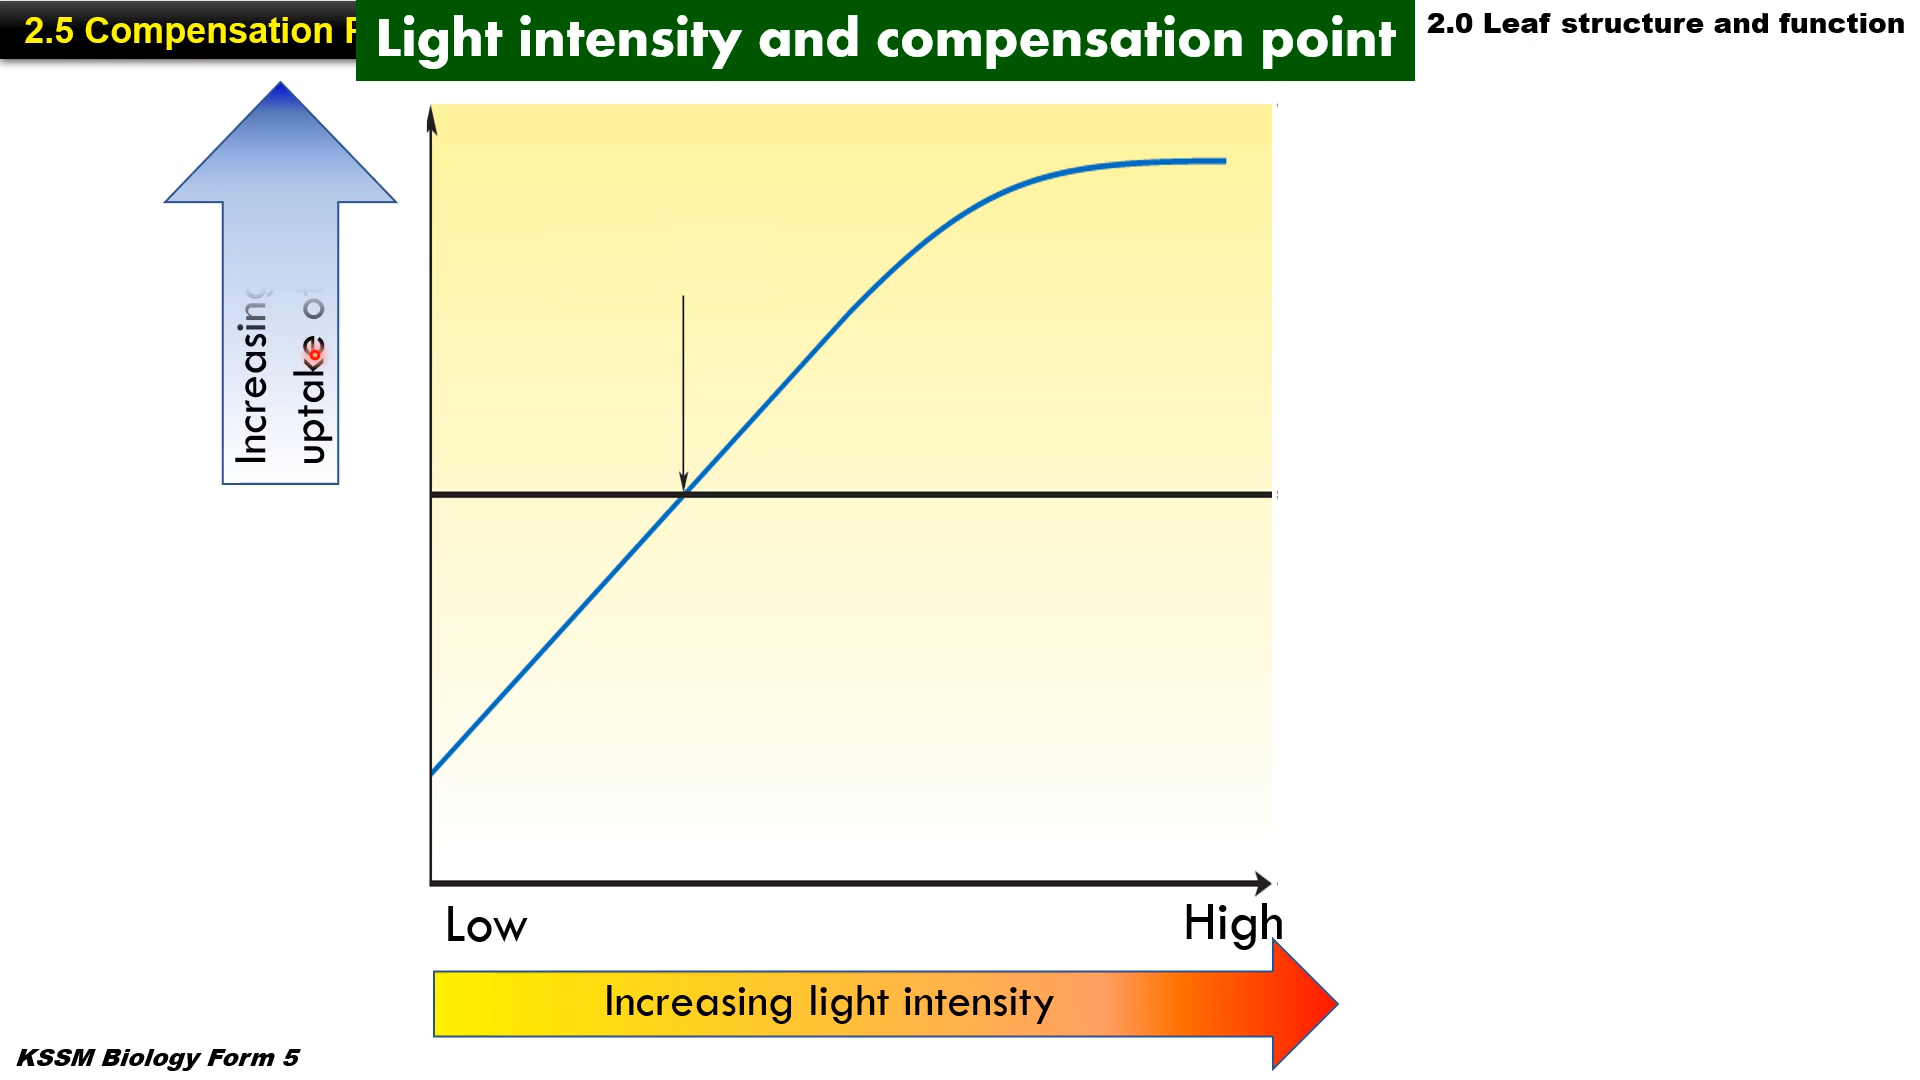 2.5 Compensation
Light intensity and compensation point
2.0 Leaf structure and function
Increasing
uptake of
Low
High
Increasing light intensity
KSSM Biology Form 5